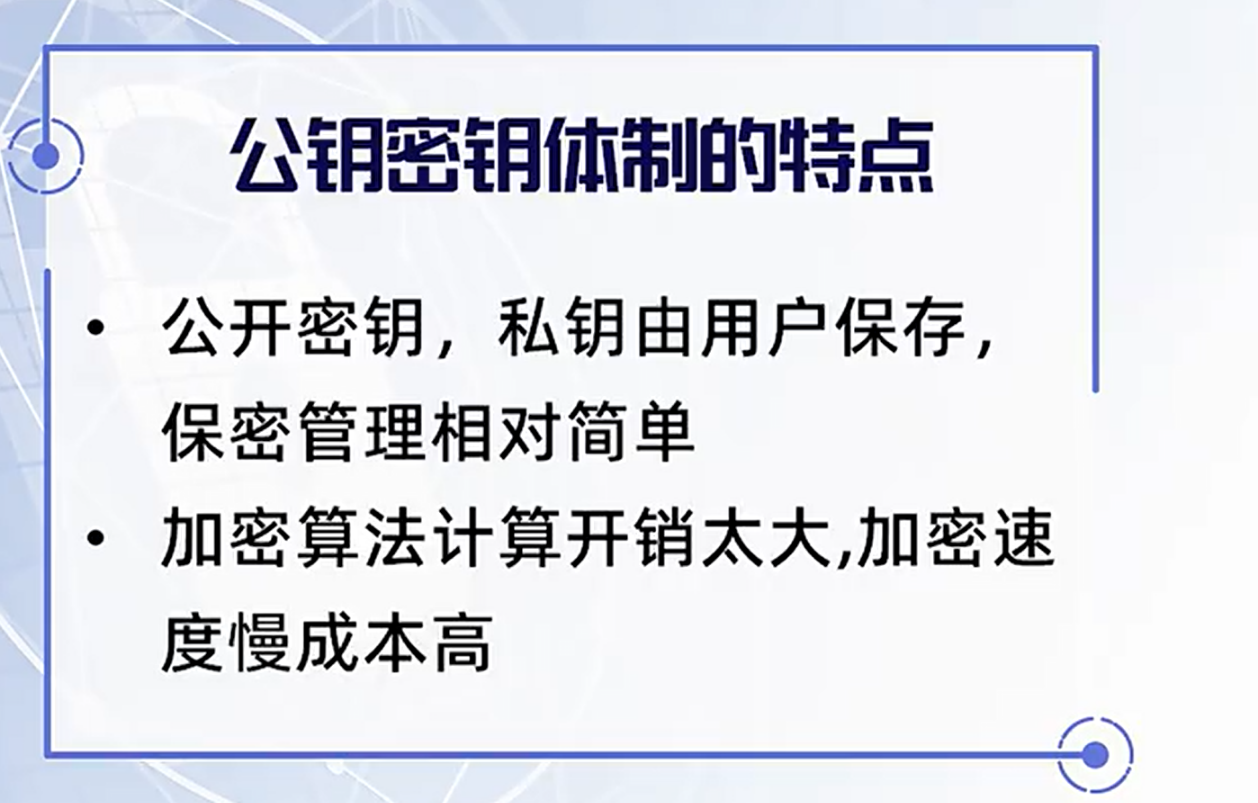 公钥密钥体制的特点
• 公开密钥，私钥由用户保存，
保密管理相对简单
• 加密算法计算开销太大,加密速
度慢成本高